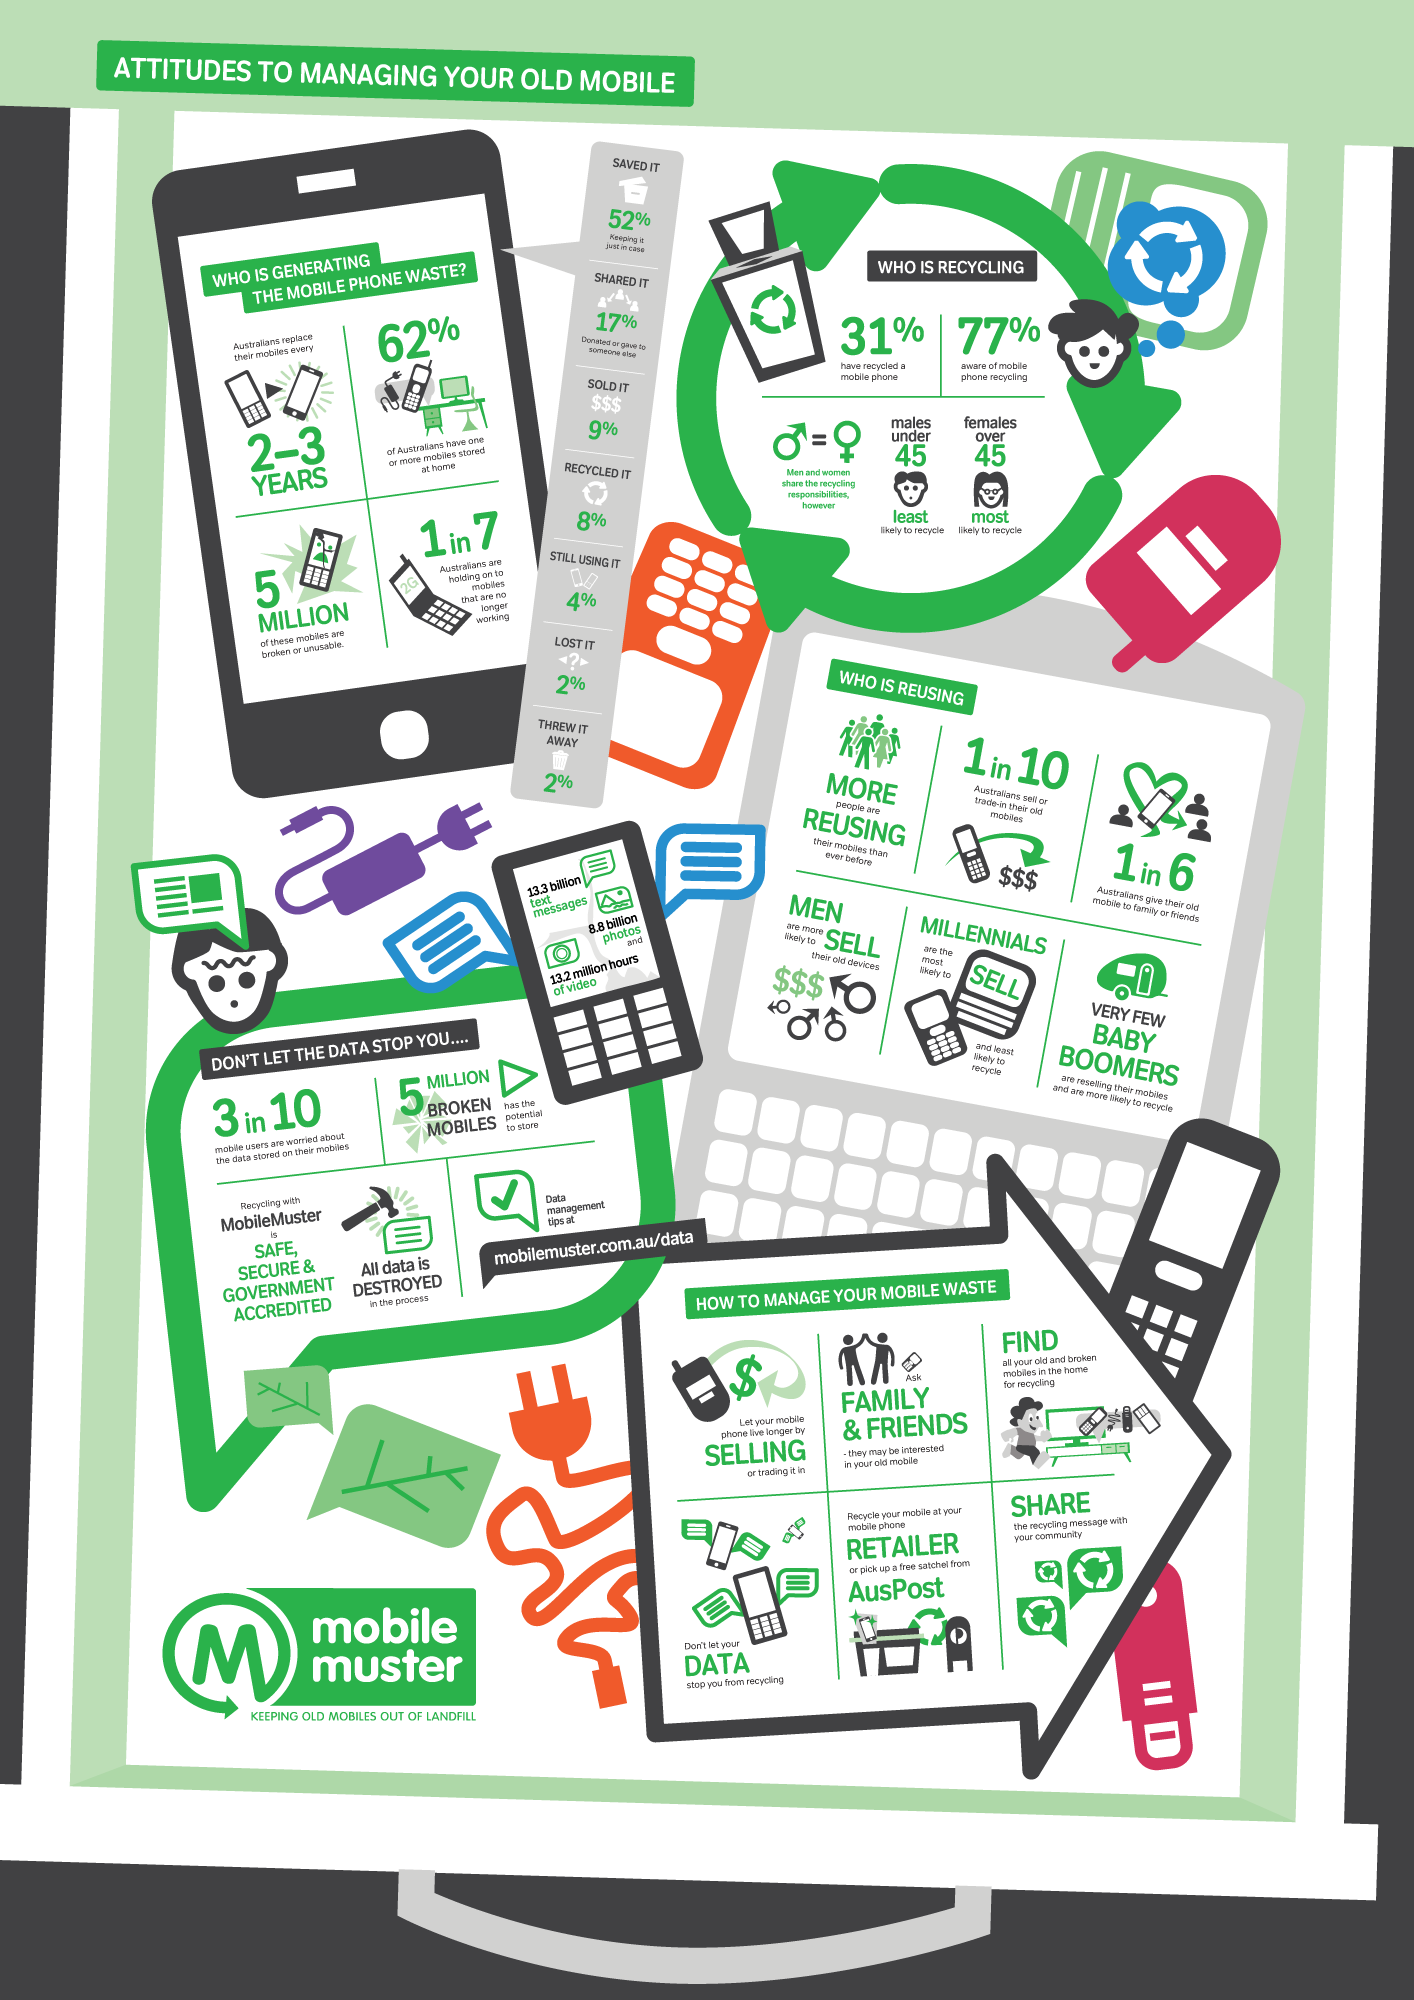 ATTITUDES TO MANAGING YOUR OLD MOBILE
WHO IS GENERATING
THE MOBILE PHONE WASTE?
Australians replace
their mobiles every
2–3
YEARS
62%
of Australians have one
or more mobiles stored
at home
5
MILLION
of these mobiles are
broken or unusable.
1 in 7
2G
Australians are
holding on to
mobiles
that are no
longer
working
SAVED IT
52%
Keeping it
just in case
SHARED IT
17%
Donated or gave to
someone else
SOLD IT
$$$
9%
RECYCLED IT
8%
STILL USING IT
4%
LOST IT
?
2%
THREW IT
AWAY
2%
WHO IS RECYCLING
31%
have recycled a
mobile phone
77%
aware of mobile
phone recycling
=
Men and women
share the recycling
responsibilities,
however
males
under
45
least
likely to recycle
females
over
45
most
likely to recycle
WHO IS REUSING
MORE
people are
REUSING
their mobiles than
ever before
1 in 10
Australians sell or
trade-in their old
mobiles
$$$
1 in 6
Australians give their old
mobile to family or friends
MEN
are more
likely to SELL
their old devices
$$$
MILLENNIALS
are the
most
likely to
SELL
and least
likely to
recycle
VERY FEW
BABY
BOOMERS
are reselling their mobiles
and are more likely to recycle
13.3 billion
text
messages
8.8 billion
photos
and
13.2 million hours
of video
DON'T LET THE DATA STOP YOU....
3 in 10
mobile users are worried about
the data stored on their mobiles
5 MILLION
BROKEN
MOBILES
has the
potential
to store
Recycling with
MobileMuster
is
SAFE,
SECURE &
GOVERNMENT
ACCREDITED
All data is
DESTROYED
in the process
Data
management
tips at
mobilemuster.com.au/data
HOW TO MANAGE YOUR MOBILE WASTE
$
Let your mobile
phone live longer by
SELLING
or trading it in
Ask
FAMILY
& FRIENDS
- they may be interested
in your old mobile
FIND
all your old and broken
mobiles in the home
for recycling
Don't let your
DATA
stop you from recycling
Recycle your mobile at your
mobile phone
RETAILER
or pick up a free satchel from
AusPost
SHARE
the recycling message with
your community
M
mobile
muster
KEEPING OLD MOBILES OUT OF LANDFILL